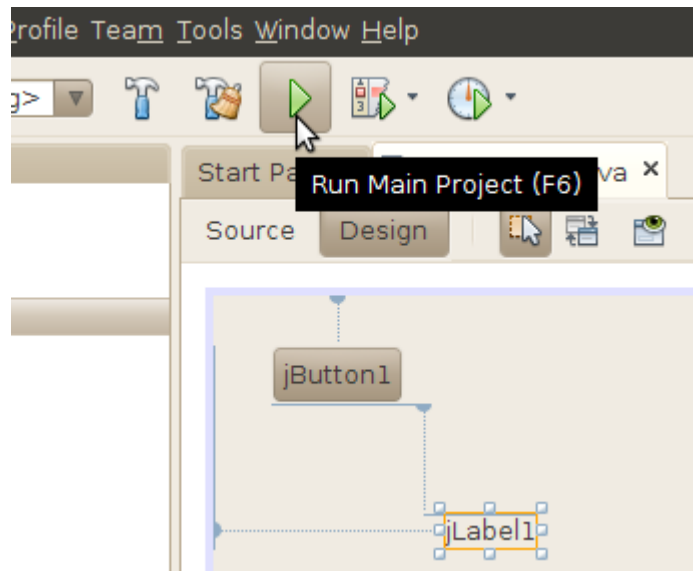 Profile Team Tools Window Help
g>
Start Pa
va
Run Main Project (F6)
Source Design
jButton1
jLabel1